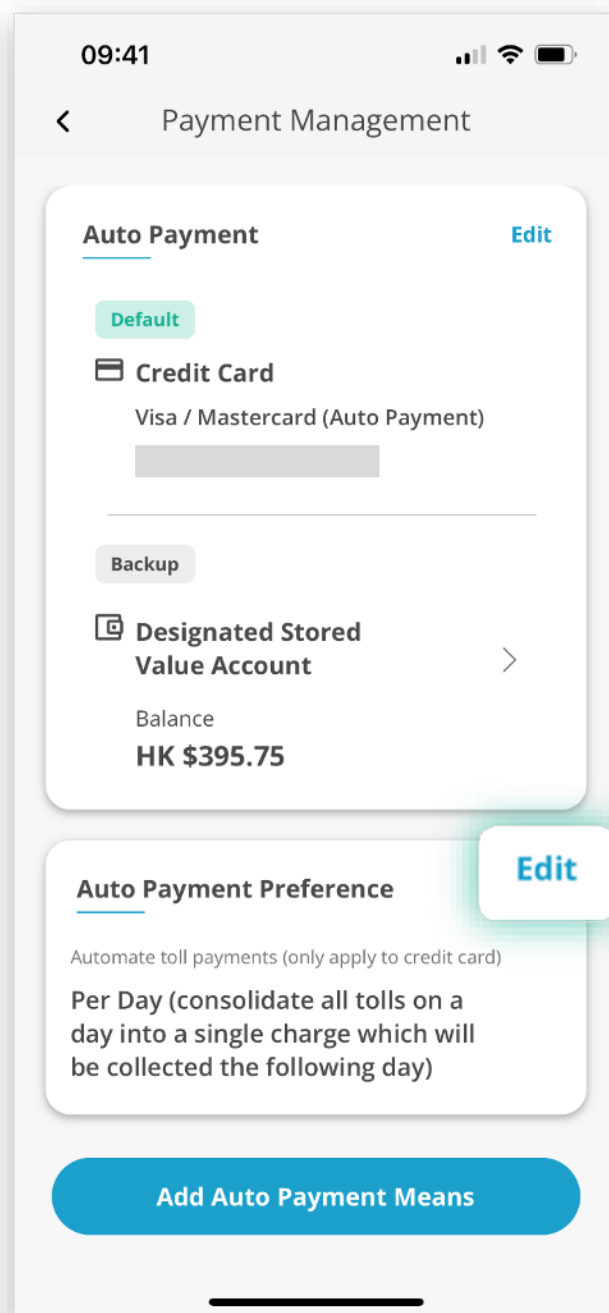 09:41
Payment Management
Auto Payment
Edit
Default
Credit Card
Visa / Mastercard (Auto Payment)
Backup
Designated Stored
Value Account
Balance
HK $395.75
Edit
Auto Payment Preference
Automate toll payments (only apply to credit card)
Per Day (consolidate all tolls on a
day into a single charge which will
be collected the following day)
Add Auto Payment Means